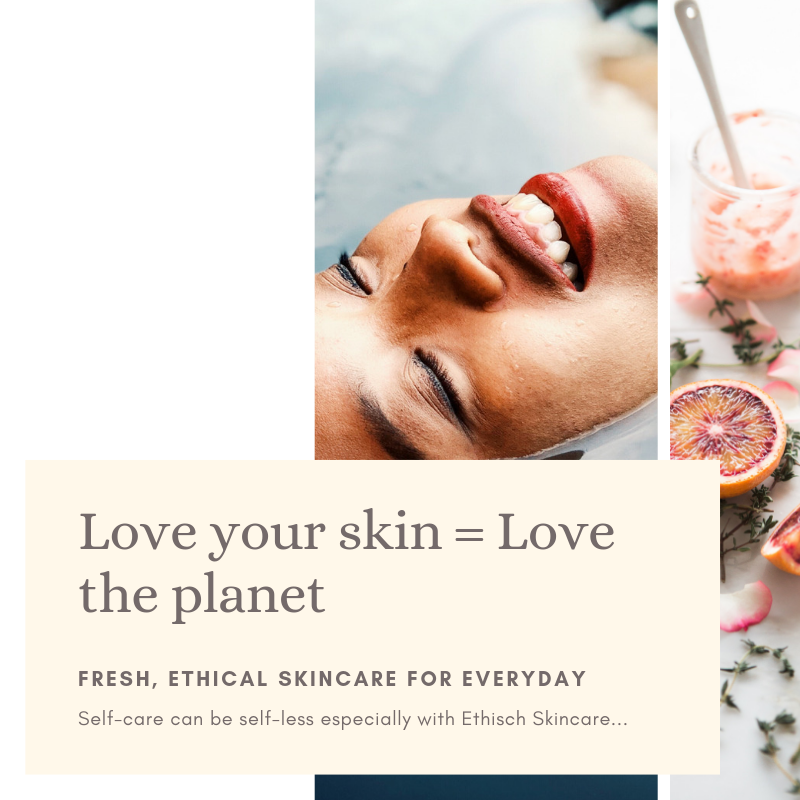 Love your skin = Love
the planet
FRESH, ETHICAL SKINCARE FOR EVERYDAY
Self-care can be self-less especially with Ethisch Skincare...